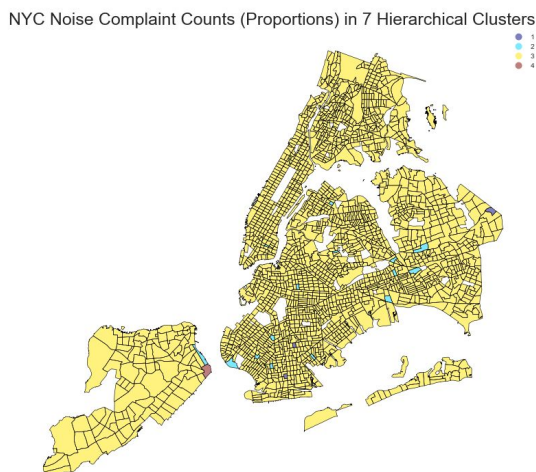 NYC Noise Complaint Counts (Proportions) in 7 Hierarchical Clusters
1
2
3
4